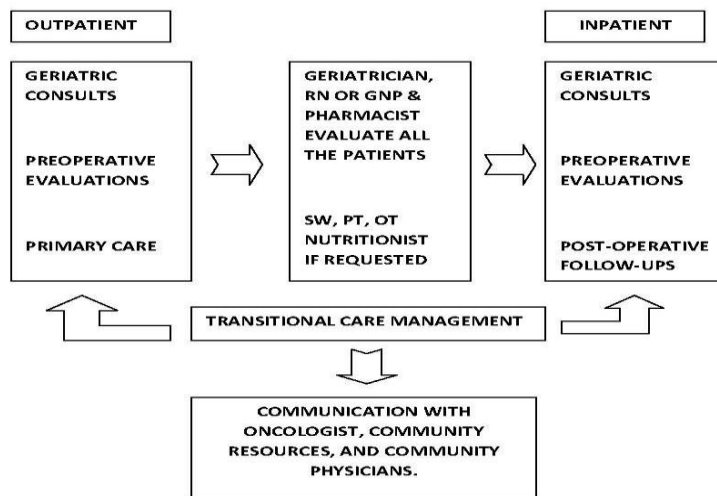 OUTPATIENT
INPATIENT
GERIATRIC
CONSULTS
PREOPERATIVE
EVALUATIONS
PRIMARY CARE
GERIATRICIAN,
RN OR GNP &
PHARMACIST
EVALUATE ALL
THE PATIENTS
SW, PT, OT
NUTRITIONIST
IF REQUESTED
GERIATRIC
CONSULTS
PREOPERATIVE
EVALUATIONS
POST-OPERATIVE
FOLLOW-UPS
TRANSITIONAL CARE MANAGEMENT
COMMUNICATION WITH
ONCOLOGIST, COMMUNITY
RESOURCES, AND COMMUNITY
PHYSICIANS.